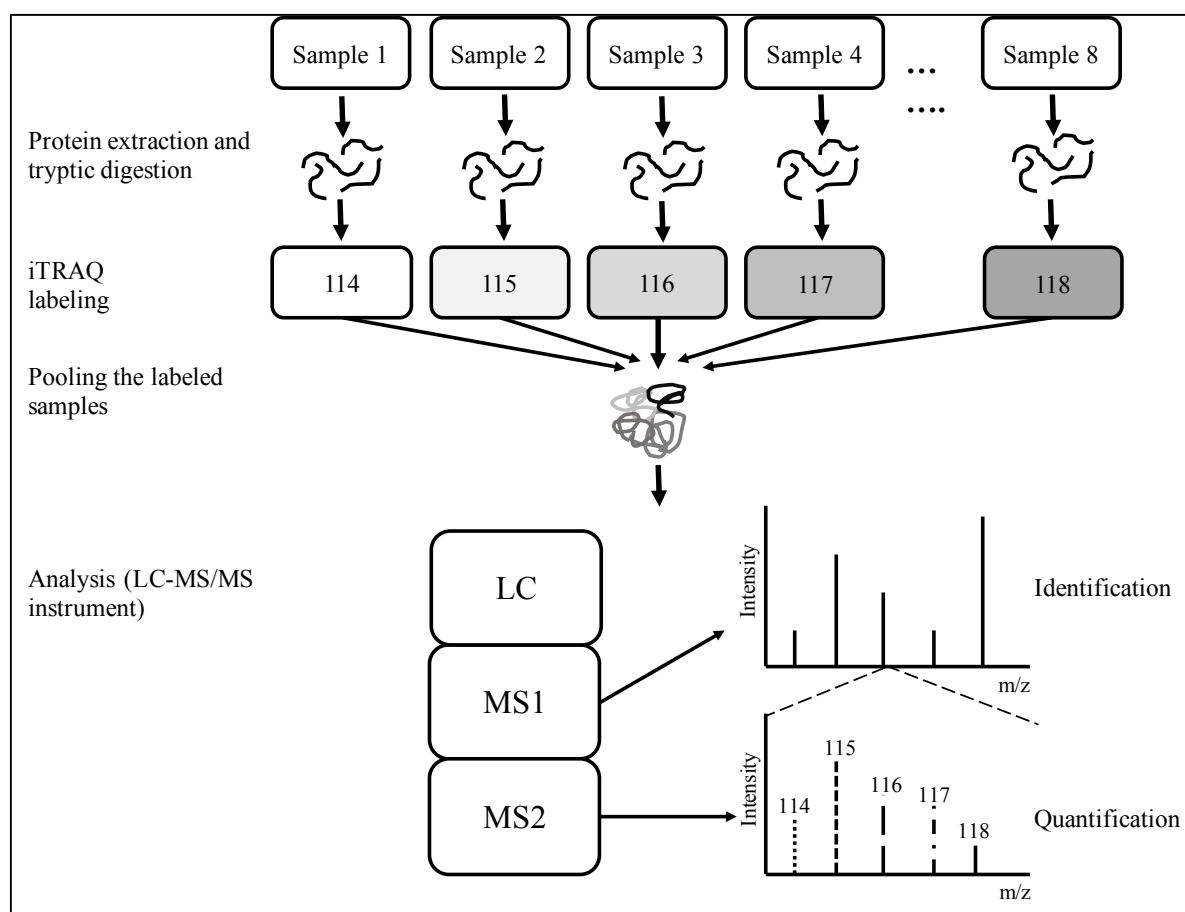 Sample 1
Sample 2
Sample 3
Sample 4
...
....
Sample 8
Protein extraction and
tryptic digestion
iTRAQ
labeling
114
115
116
117
118
Pooling the labeled
samples
Analysis (LC-MS/MS
instrument)
LC
MS1
MS2
Intensity
m/z
Identification
Intensity
114
115
116
117
118
m/z
Quantification